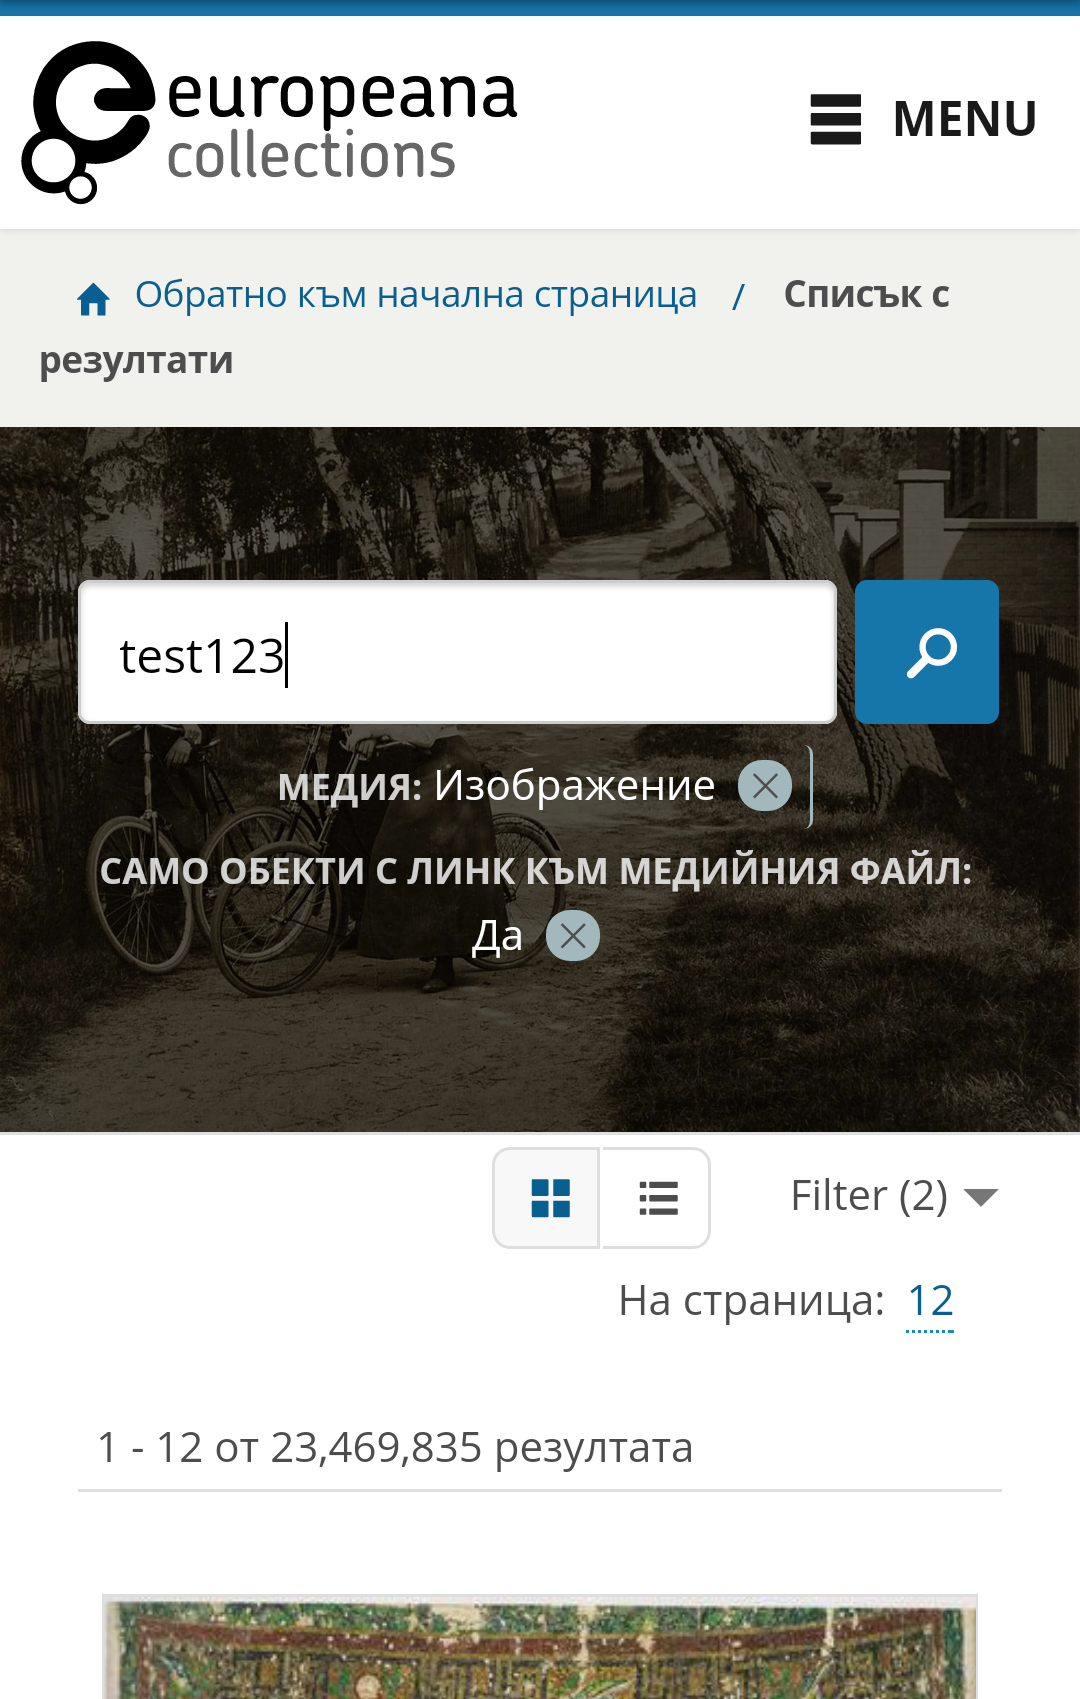 europeana
collections
MENU
Обратно към начална страница / Списък с
резултати
test123
МЕДИЯ: Изображение
САМО ОБЕКТИ С ЛИНК КЪМ МЕДИЙНИЯ ФАЙЛ:
Да
Filter (2)
На страница: 12
1 - 12 от 23,469,835 резултата